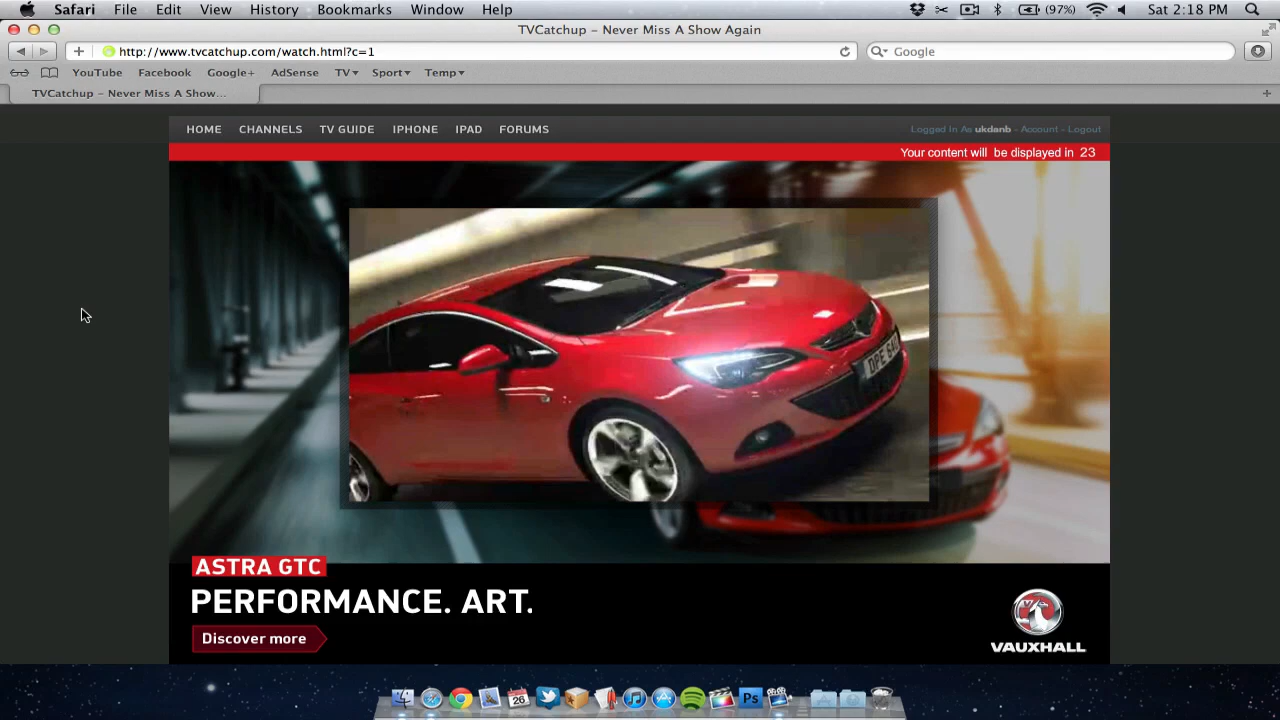 Safari File Edit View History Bookmarks Window Help (97%) Sat 2:18 PM
TVCatchup – Never Miss A Show Again
http://www.tvcatchup.com/watch.html?c=1 Google
YouTube Facebook Google+ AdSense TV▾ Sport▾ Temp▾
TVCatchup – Never Miss A Show...
HOME CHANNELS TV GUIDE IPHONE IPAD FORUMS Logged In As ukdanb - Account - Logout
Your content will be displayed in 23
ASTRA GTC
PERFORMANCE. ART.
Discover more
VAUXHALL
26
Ps